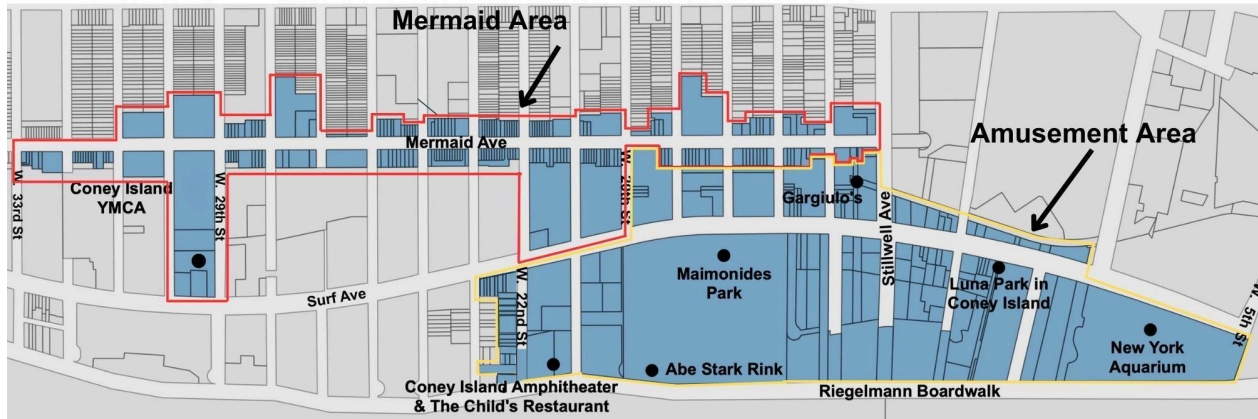 Mermaid Area
Amusement Area
Mermaid Ave
W. 33rd St
Coney Island
YMCA
W. 29th St
W. 20th St
Gargiulo's
Stillwell Ave
Surf Ave
W. 22nd St
Maimonides
Park
Luna Park in
Coney Island
W. 5th St
New York
Aquarium
Abe Stark Rink
Coney Island Amphitheater
& The Child's Restaurant
Riegelmann Boardwalk